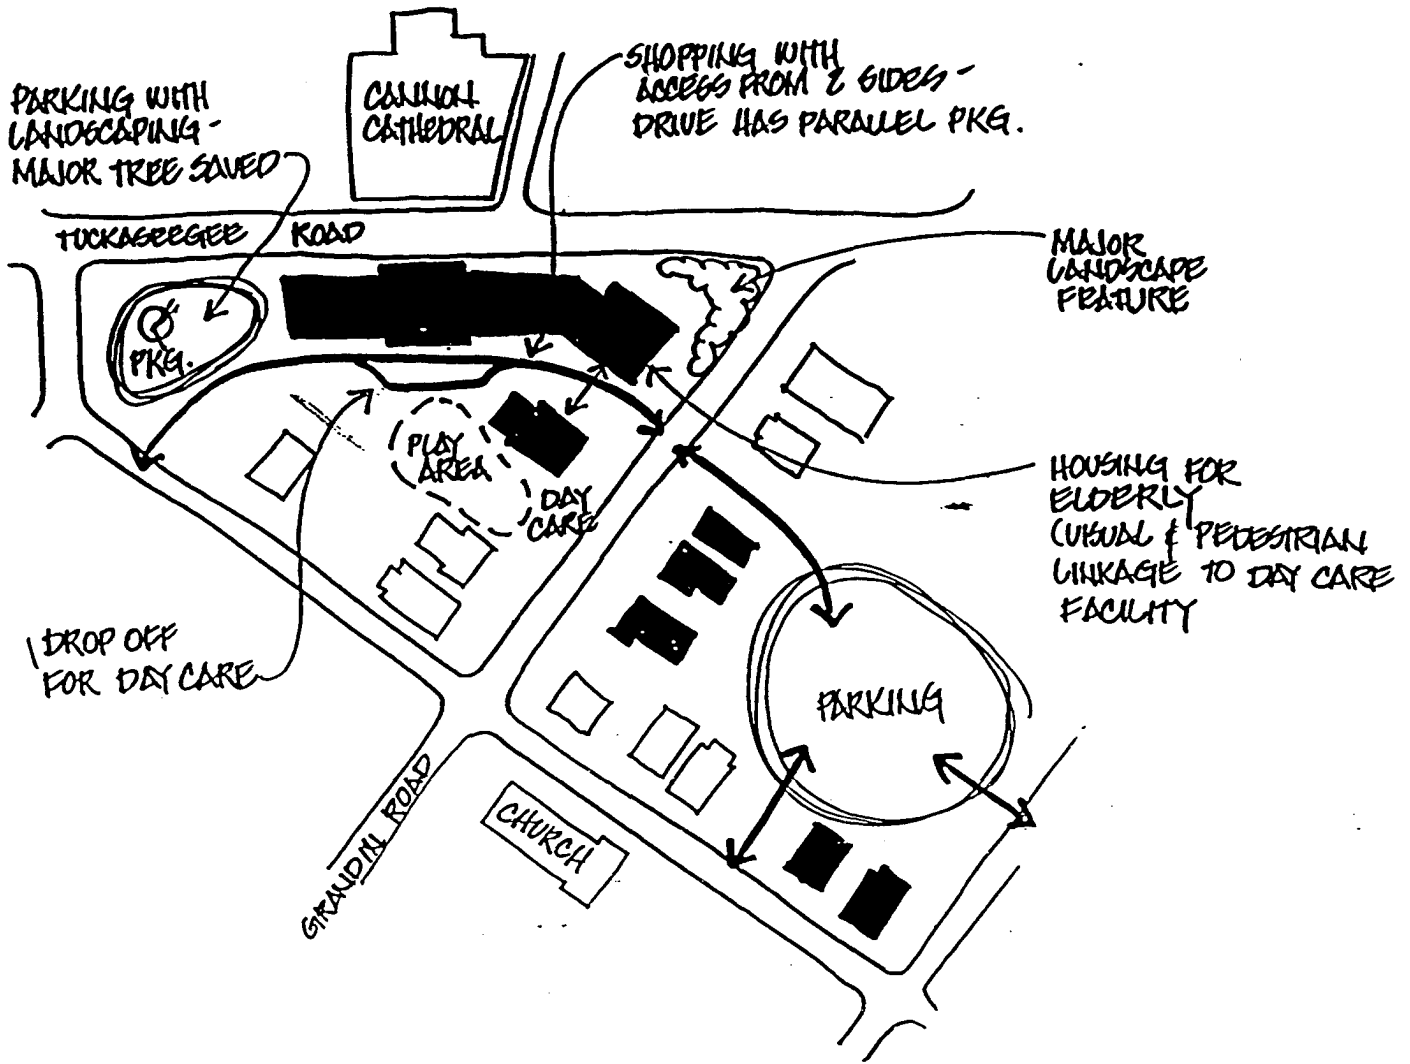 PARKING WITH
LANDSCAPING -
MAJOR TREE SAVED
CANNON
CATHEDRAL
SHOPPING WITH
ACCESS FROM 2 SIDES -
DRIVE HAS PARALLEL PKG.
TUCKASEEGEE ROAD
MAJOR
LANDSCAPE
FEATURE
PKG.
PLAY
AREA
DAY
CARE
HOUSING FOR
ELDERLY
(VISUAL & PEDESTRIAN
LINKAGE TO DAY CARE
FACILITY
DROP OFF
FOR DAY CARE
PARKING
GRANDIN ROAD
CHURCH